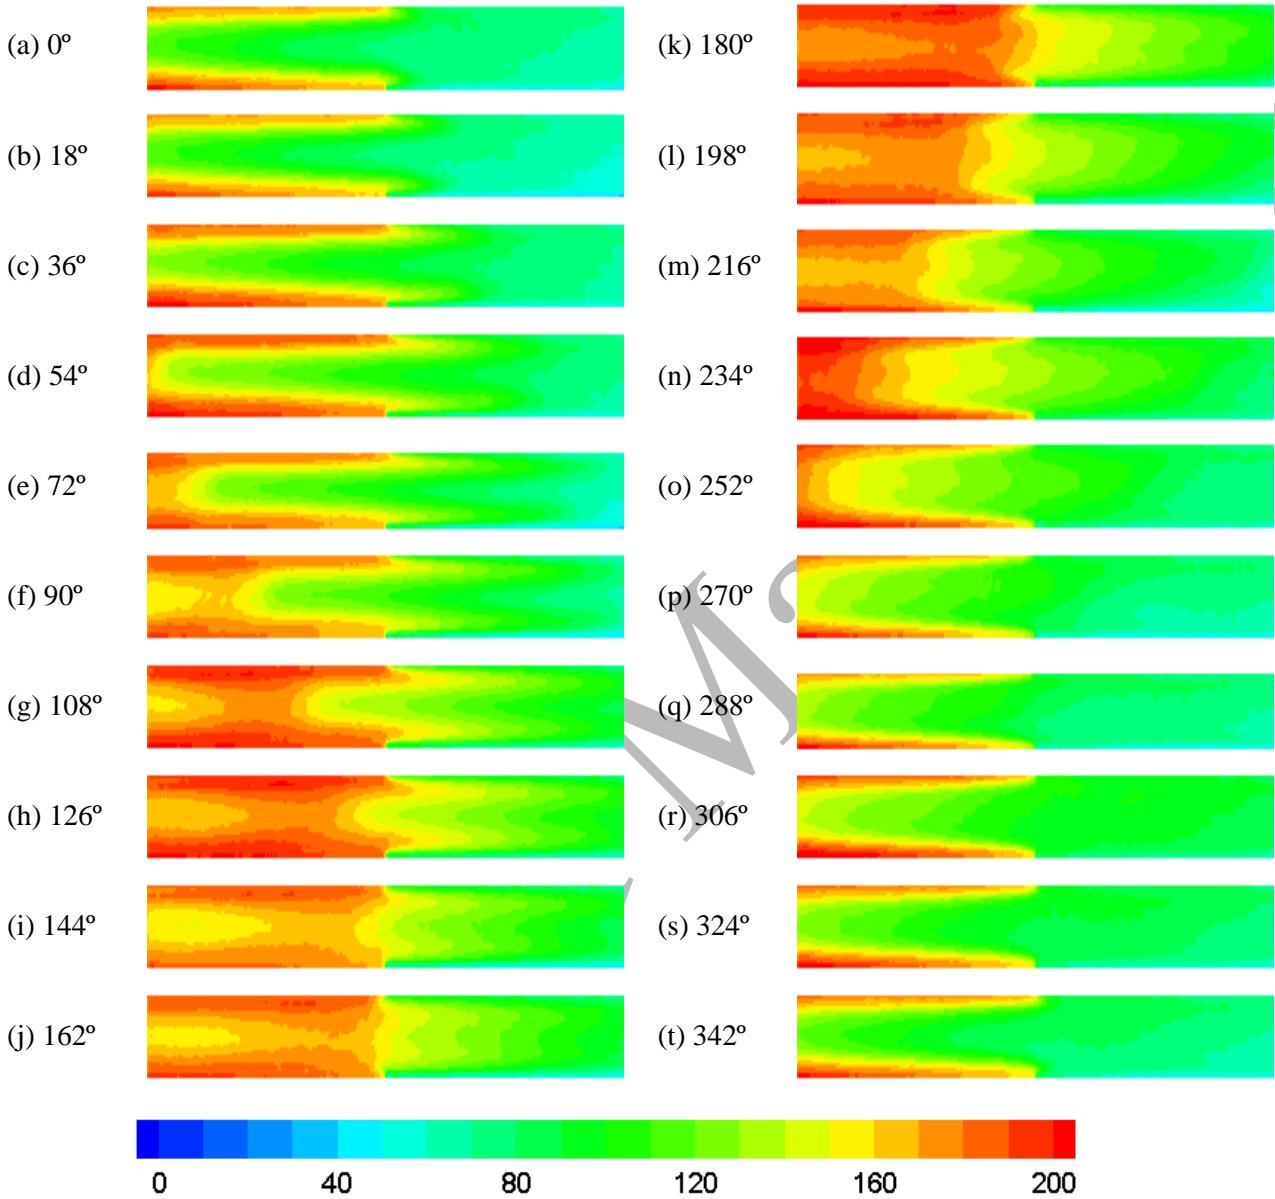 (a) 0º
(b) 18º
(c) 36º
(d) 54º
(e) 72º
(f) 90º
(g) 108º
(h) 126º
(i) 144º
(j) 162º
(k) 180º
(l) 198º
(m) 216º
(n) 234º
(o) 252º
(p) 270º
(q) 288º
(r) 306º
(s) 324º
(t) 342º
0 40 80 120 160 200